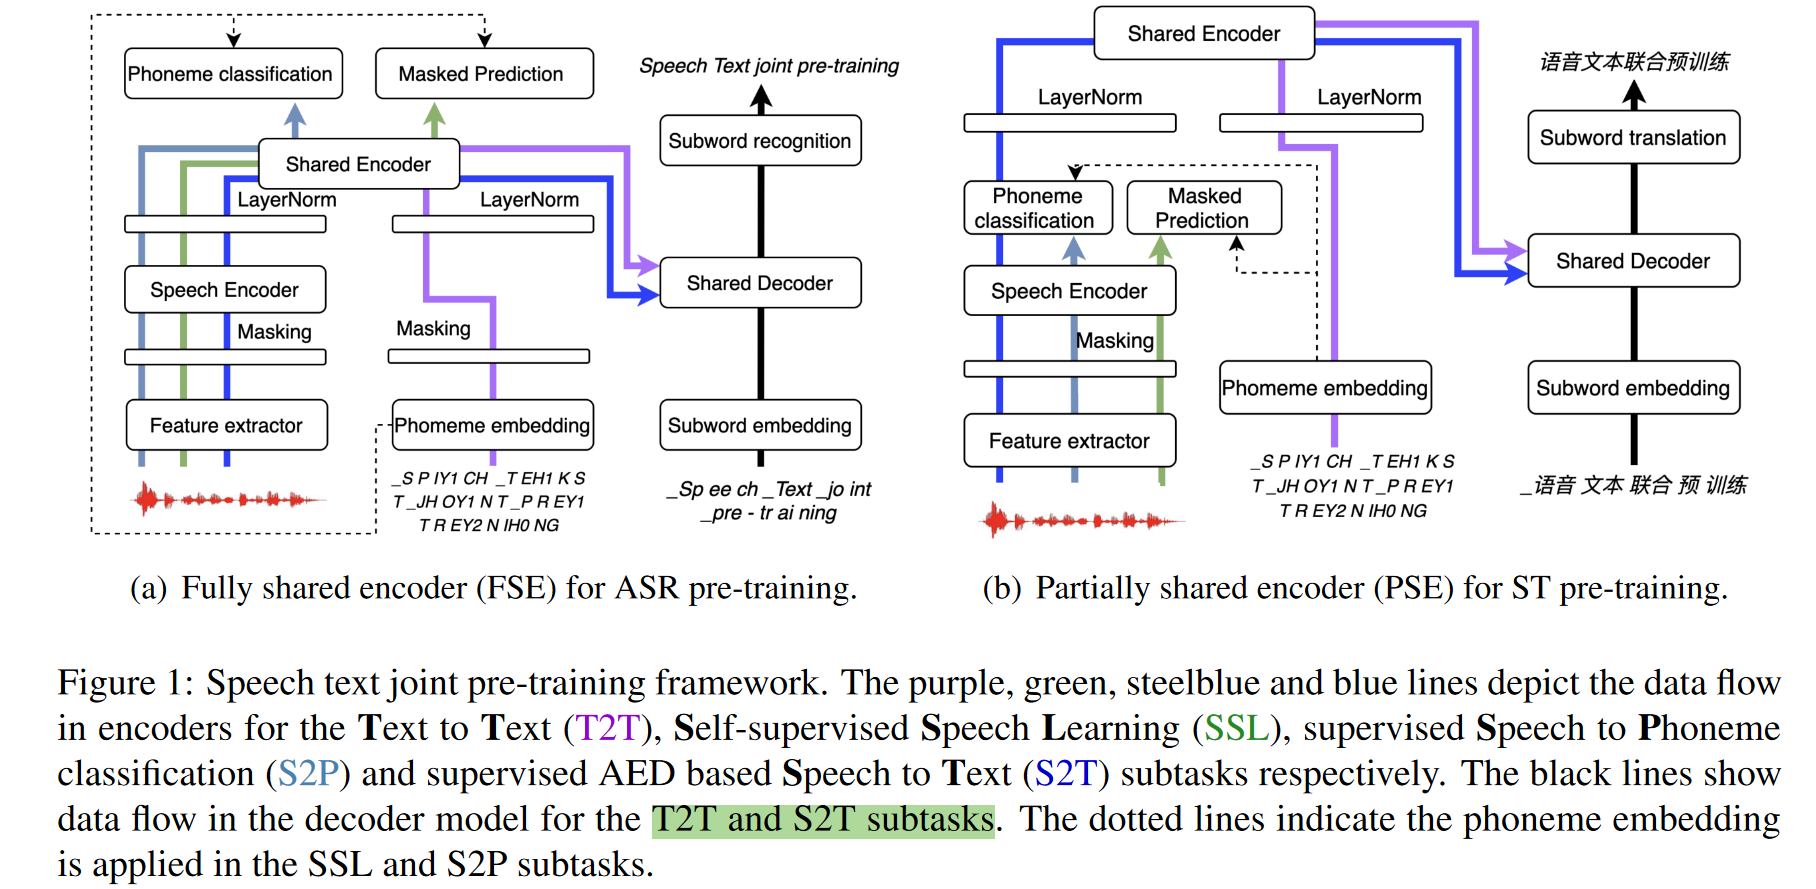 Phoneme classification
Masked Prediction
Speech Text joint pre-training
Subword recognition
Shared Encoder
LayerNorm
LayerNorm
Speech Encoder
Shared Decoder
Masking
Masking
Feature extractor
Phomeme embedding
Subword embedding
_S P IY1 CH _T EH1 K S
T _JH OY1 N T _P R EY1
T R EY2 N IH0 NG
_Sp ee ch _Text _jo int
_pre - tr ai ning
(a) Fully shared encoder (FSE) for ASR pre-training.
Shared Encoder
语音文本联合预训练
LayerNorm
LayerNorm
Subword translation
Phoneme
classification
Masked
Prediction
Shared Decoder
Speech Encoder
Masking
Phomeme embedding
Subword embedding
Feature extractor
_S P IY1 CH _T EH1 K S
T _JH OY1 N T _P R EY1
T R EY2 N IH0 NG
_语音 文本 联合 预 训练
(b) Partially shared encoder (PSE) for ST pre-training.
Figure 1: Speech text joint pre-training framework. The purple, green, steelblue and blue lines depict the data flow
in encoders for the Text to Text (T2T), Self-supervised Speech Learning (SSL), supervised Speech to Phoneme
classification (S2P) and supervised AED based Speech to Text (S2T) subtasks respectively. The black lines show
data flow in the decoder model for the T2T and S2T subtasks. The dotted lines indicate the phoneme embedding
is applied in the SSL and S2P subtasks.